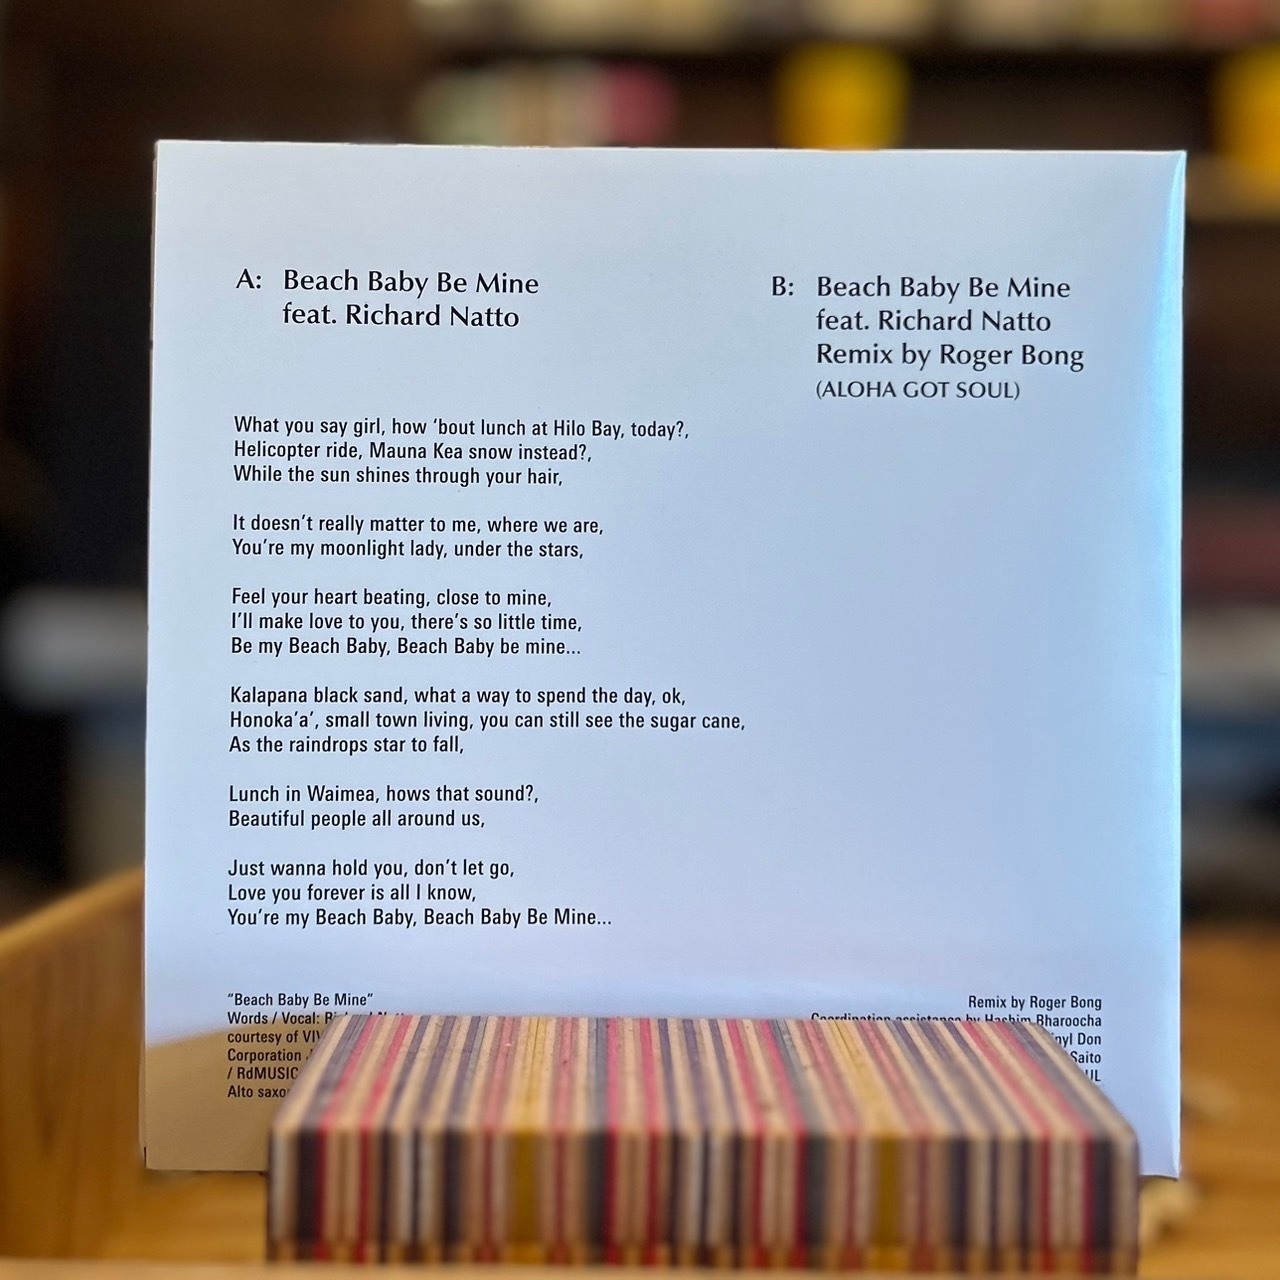 A: Beach Baby Be Mine
feat. Richard Natto
B: Beach Baby Be Mine
feat. Richard Natto
Remix by Roger Bong
(ALOHA GOT SOUL)
What you say girl, how ‘bout lunch at Hilo Bay, today?,
Helicopter ride, Mauna Kea snow instead?,
While the sun shines through your hair,
It doesn’t really matter to me, where we are,
You’re my moonlight lady, under the stars,
Feel your heart beating, close to mine,
I’ll make love to you, there’s so little time,
Be my Beach Baby, Beach Baby be mine...
Kalapana black sand, what a way to spend the day, ok,
Honoka’a’, small town living, you can still see the sugar cane,
As the raindrops star to fall,
Lunch in Waimea, hows that sound?,
Beautiful people all around us,
Just wanna hold you, don’t let go,
Love you forever is all I know,
You’re my Beach Baby, Beach Baby Be Mine...
“Beach Baby Be Mine”
Words / Vocal:
courtesy of
Corporation
/ RdMUSIC
Alto
Remix by Roger Bong
Coordination assistance by Hashim Bharoocha
Don
Saito